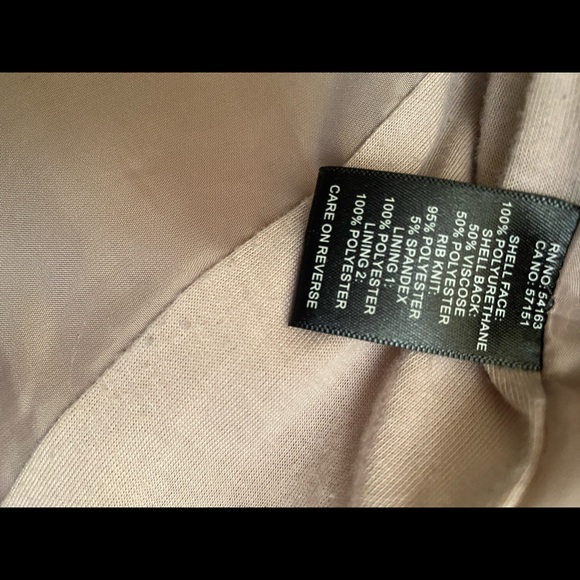 RN NO: 54163
CA NO: 57151
SHELL FACE:
100% POLYURETHANE
SHELL BACK:
50% VISCOSE
50% POLYESTER
RIB KNIT:
95% POLYESTER
5% SPANDEX
LINING 1:
100% POLYESTER
LINING 2:
100% POLYESTER
CARE ON REVERSE